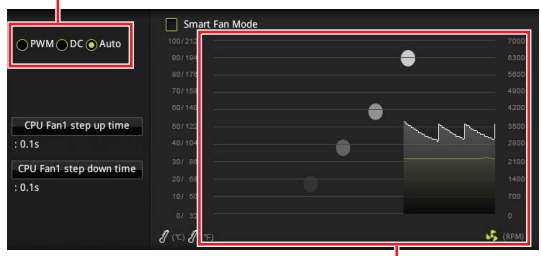 Smart Fan Mode
PWM DC Auto
100/212 7000
90/194 6300
80/176 5600
70/158 4900
60/140 4200
50/122 3500
40/104 2800
30/ 86 2100
20/ 68 1400
10/ 50 700
0/ 32 0
CPU Fan1 step up time
: 0.1s
CPU Fan1 step down time
: 0.1s
(°C) (°F) (RPM)